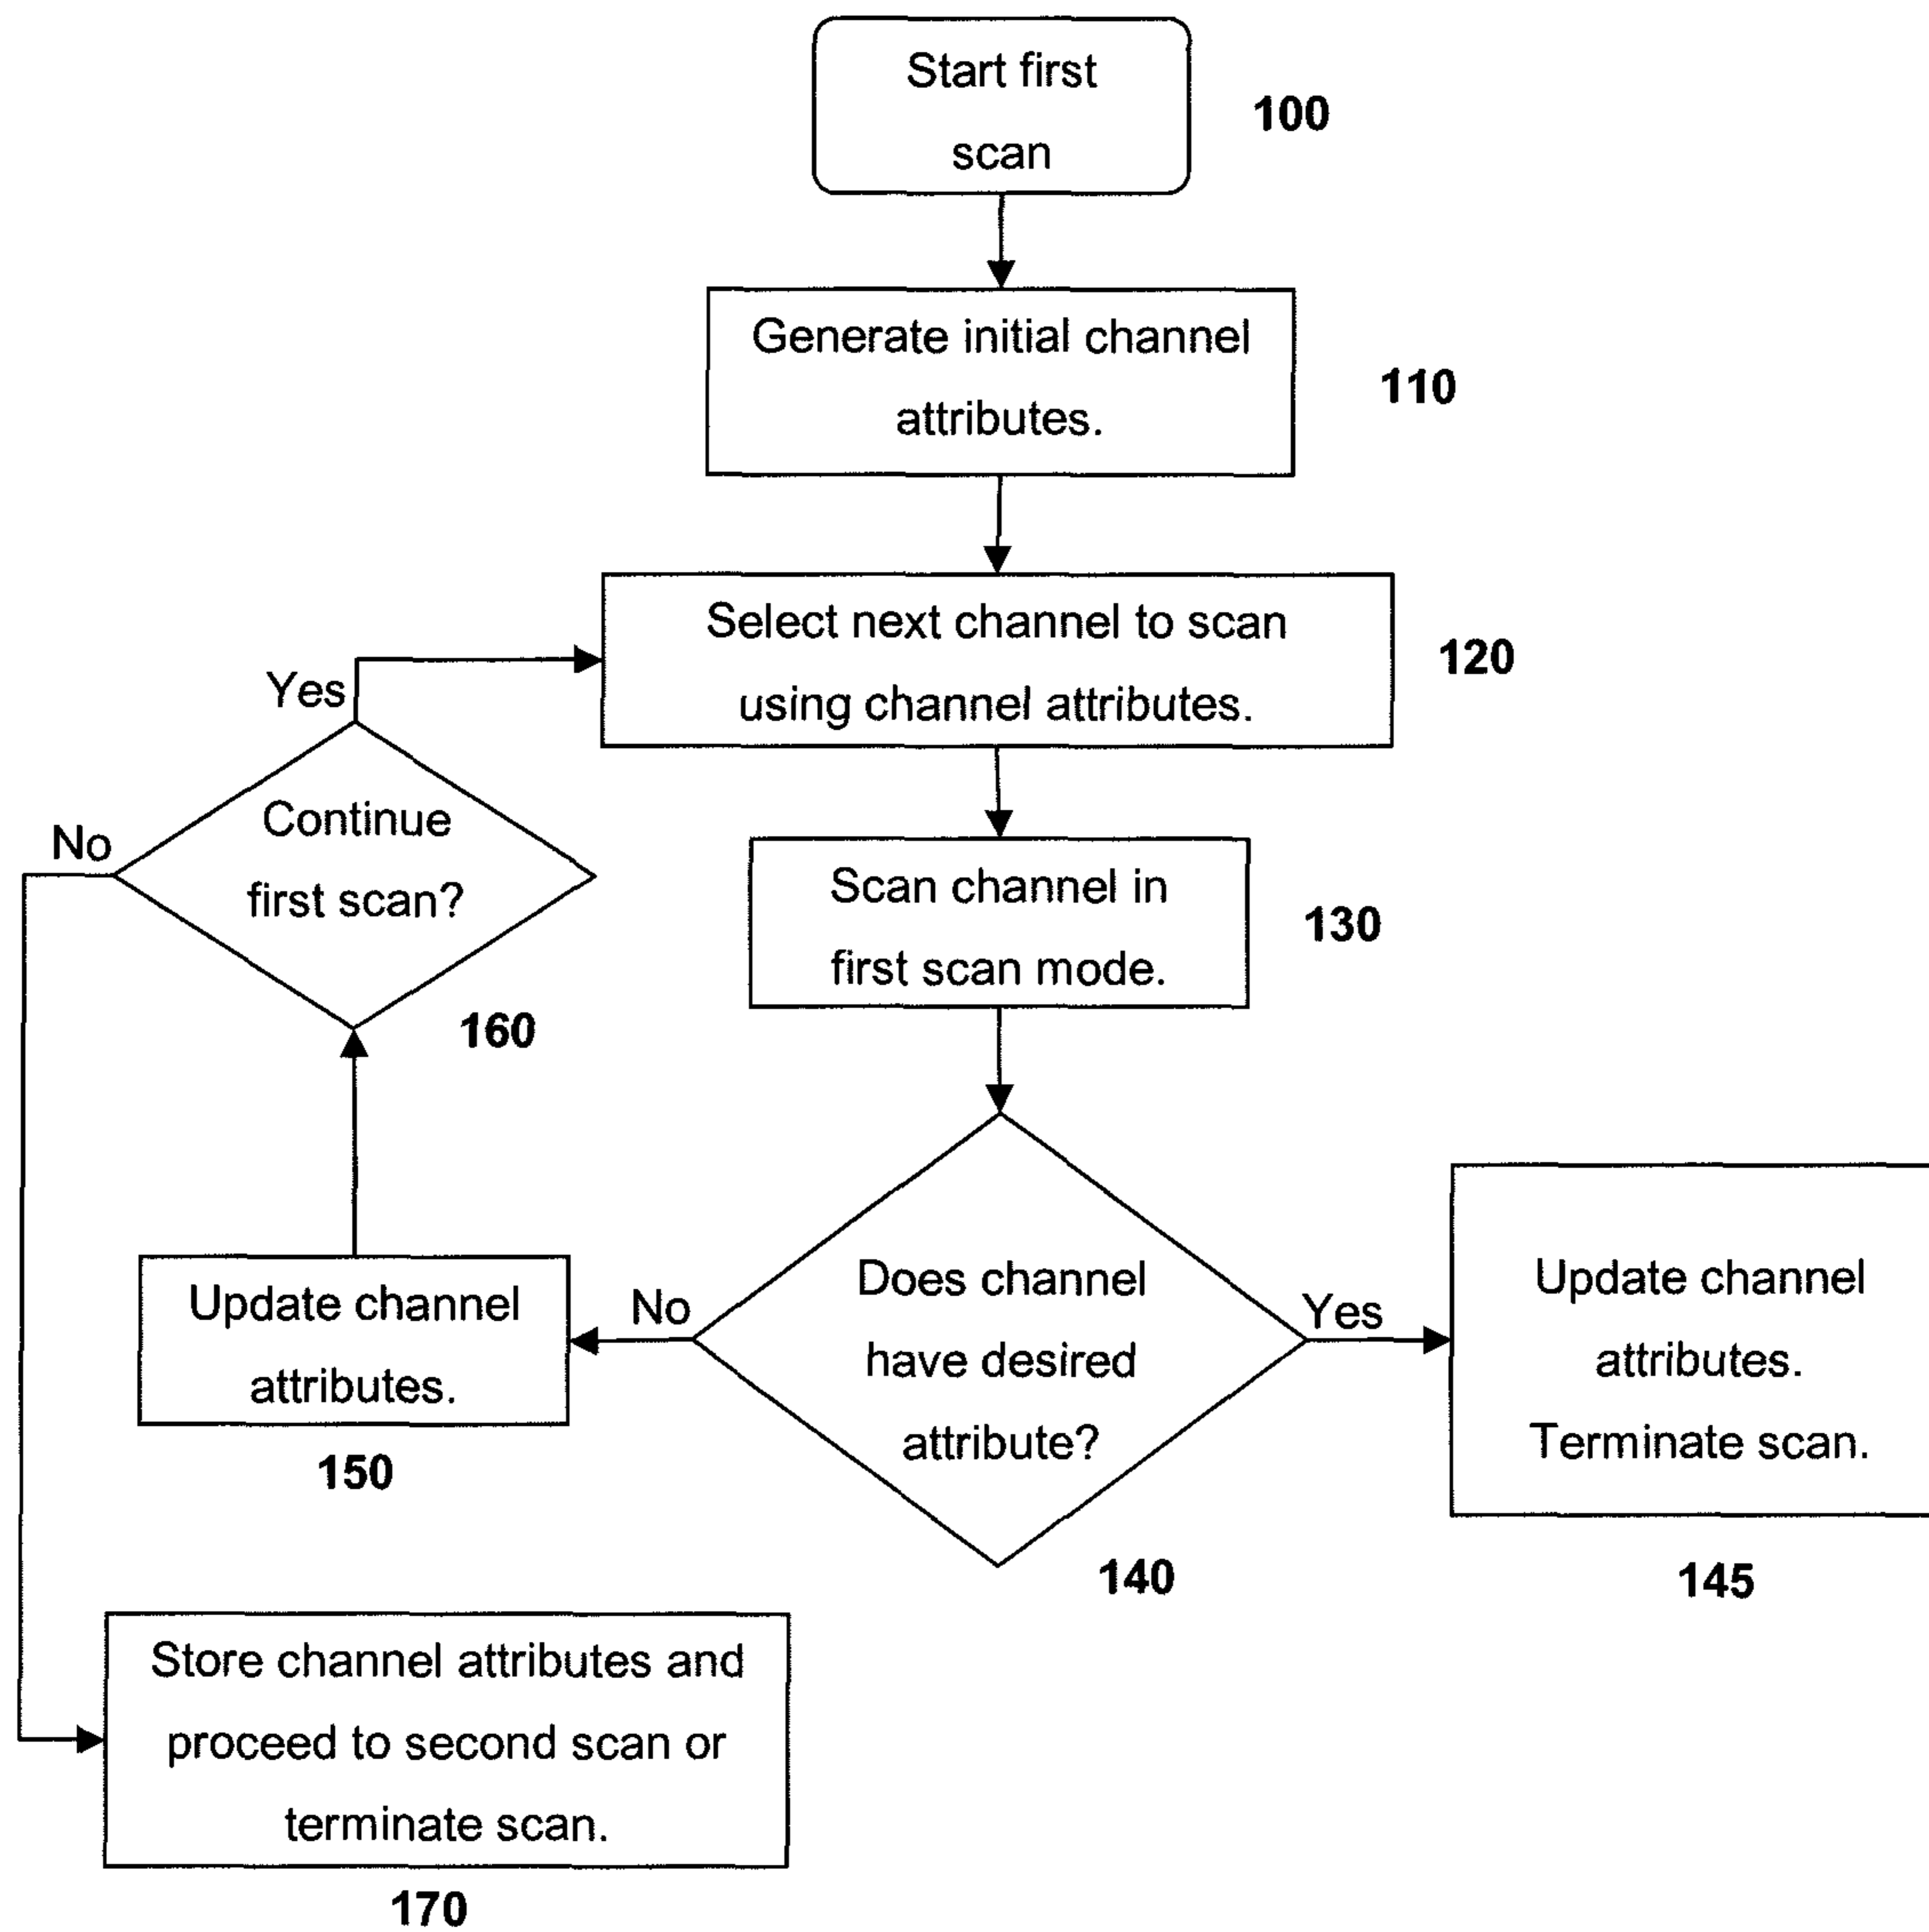 Start first
scan
100
Generate initial channel
attributes.
110
Select next channel to scan
using channel attributes.
120
Yes
Continue
first scan?
No
160
Scan channel in
first scan mode.
130
Does channel
have desired
attribute?
No
Yes
140
Update channel
attributes.
150
Update channel
attributes.
Terminate scan.
145
Store channel attributes and
proceed to second scan or
terminate scan.
170